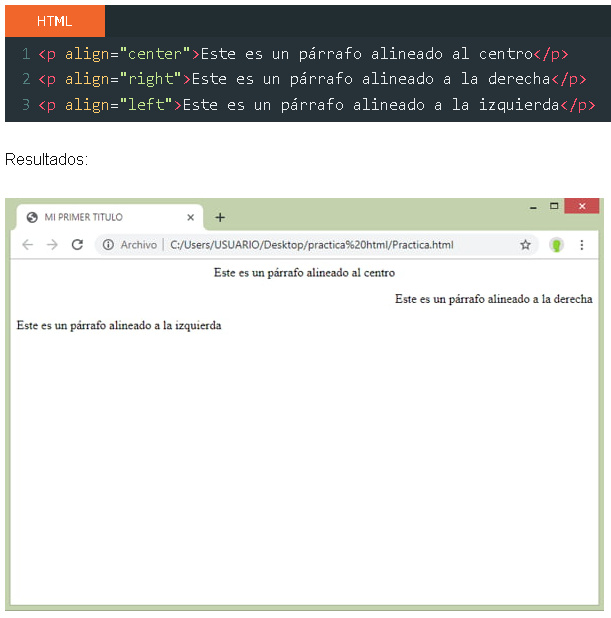 HTML
1 <p align="center">Este es un párrafo alineado al centro</p>
2 <p align="right">Este es un párrafo alineado a la derecha</p>
3 <p align="left">Este es un párrafo alineado a la izquierda</p>
Resultados:
MI PRIMER TITULO
Archivo | C:/Users/USUARIO/Desktop/practica%20html/Practica.html
Este es un párrafo alineado al centro
Este es un párrafo alineado a la derecha
Este es un párrafo alineado a la izquierda